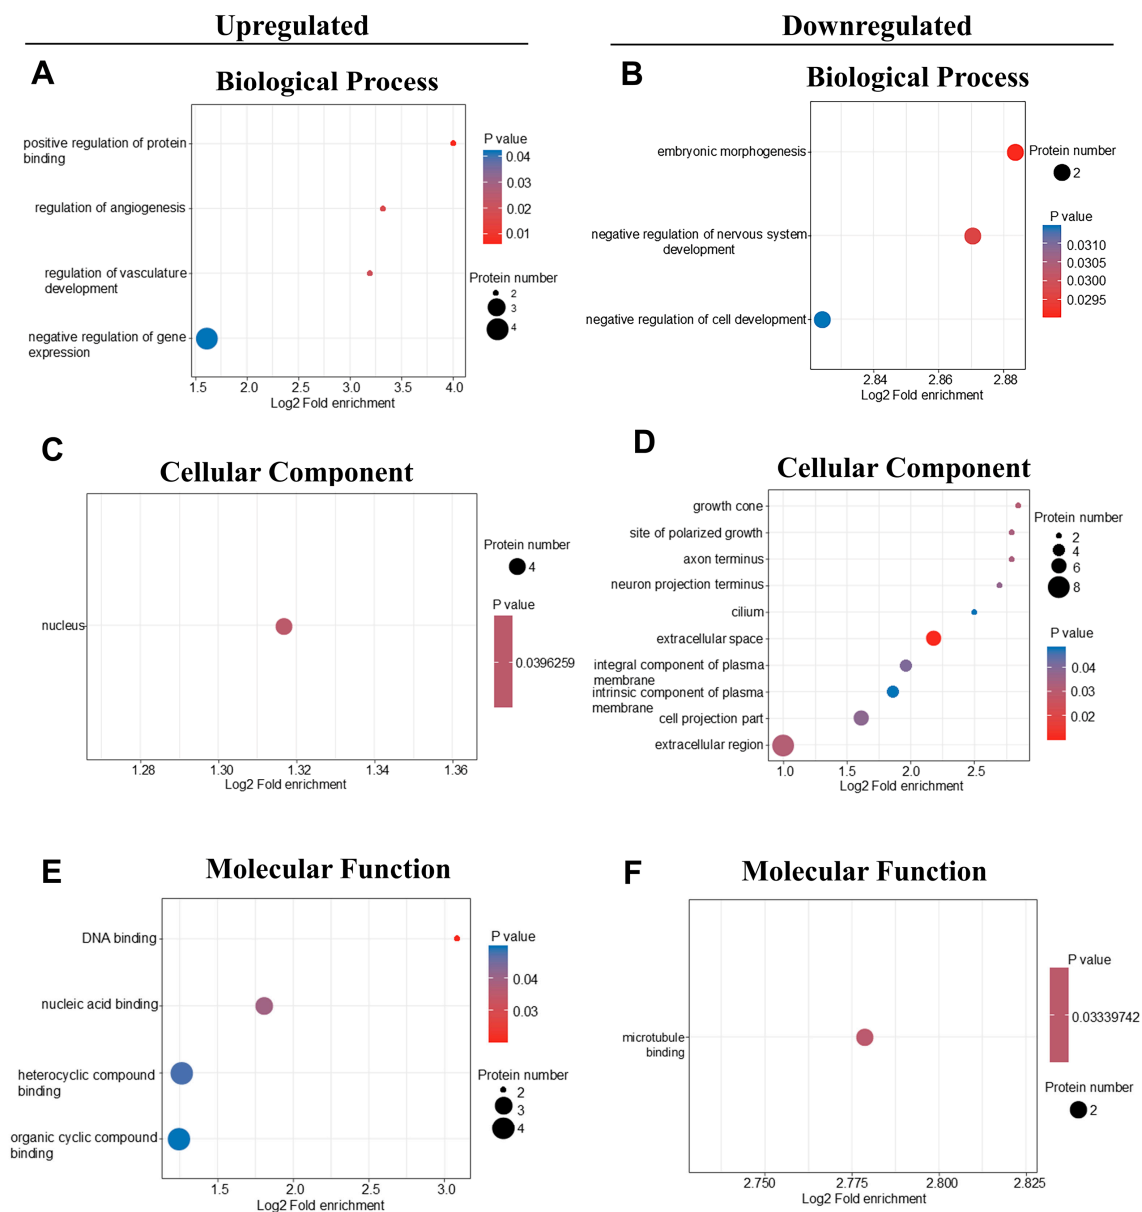 Upregulated
Downregulated
A
Biological Process
positive regulation of protein
binding
regulation of angiogenesis
regulation of vasculature
development
negative regulation of gene
expression
1.5 2.0 2.5 3.0 3.5 4.0
Log2 Fold enrichment
P value
0.04
0.03
0.02
0.01
Protein number
2
3
4
B
Biological Process
embryonic morphogenesis
negative regulation of nervous system
development
negative regulation of cell development
2.84 2.86 2.88
Log2 Fold enrichment
Protein number
2
P value
0.0310
0.0305
0.0300
0.0295
C
Cellular Component
nucleus
1.28 1.30 1.32 1.34 1.36
Log2 Fold enrichment
Protein number
4
P value
0.0396259
D
Cellular Component
growth cone
site of polarized growth
axon terminus
neuron projection terminus
cilium
extracellular space
integral component of plasma
membrane
intrinsic component of plasma
membrane
cell projection part
extracellular region
1.0 1.5 2.0 2.5
Log2 Fold enrichment
Protein number
2
4
6
8
P value
0.04
0.03
0.02
E
Molecular Function
DNA binding
nucleic acid binding
heterocyclic compound
binding
organic cyclic compound
binding
1.5 2.0 2.5 3.0
Log2 Fold enrichment
P value
0.04
0.03
Protein number
2
3
4
F
Molecular Function
microtubule
binding
2.750 2.775 2.800 2.825
Log2 Fold enrichment
P value
0.03339742
Protein number
2